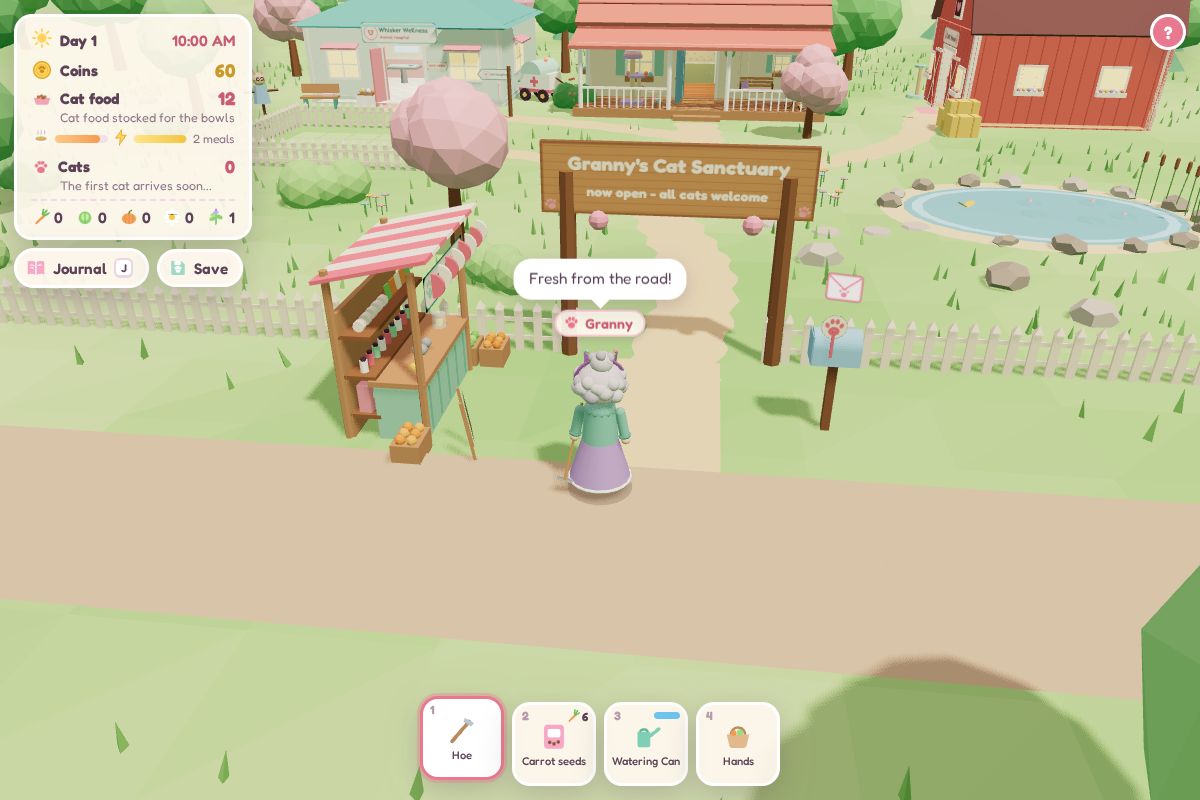 Day 1
10:00 AM
Coins
60
Cat food
12
Cat food stocked for the bowls
2 meals
Cats
0
The first cat arrives soon...
0
0
0
0
1
Journal
J
Save
?
Whisker Wellness
Granny's Cat Sanctuary
now open - all cats welcome
Fresh from the road!
Granny
1
Hoe
2
6
Carrot seeds
3
Watering Can
4
Hands